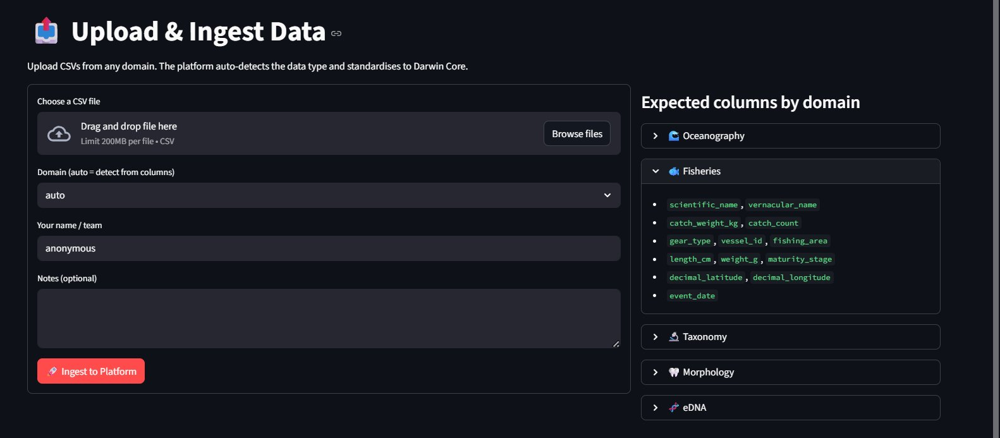 Upload & Ingest Data
Upload CSVs from any domain. The platform auto-detects the data type and standardises to Darwin Core.
Choose a CSV file
Drag and drop file here
Limit 200MB per file • CSV
Browse files
Domain (auto = detect from columns)
auto
Your name / team
anonymous
Notes (optional)
Ingest to Platform
Expected columns by domain
Oceanography
Fisheries
• scientific_name, vernacular_name
• catch_weight_kg, catch_count
• gear_type, vessel_id, fishing_area
• length_cm, weight_g, maturity_stage
• decimal_latitude, decimal_longitude
• event_date
Taxonomy
Morphology
eDNA